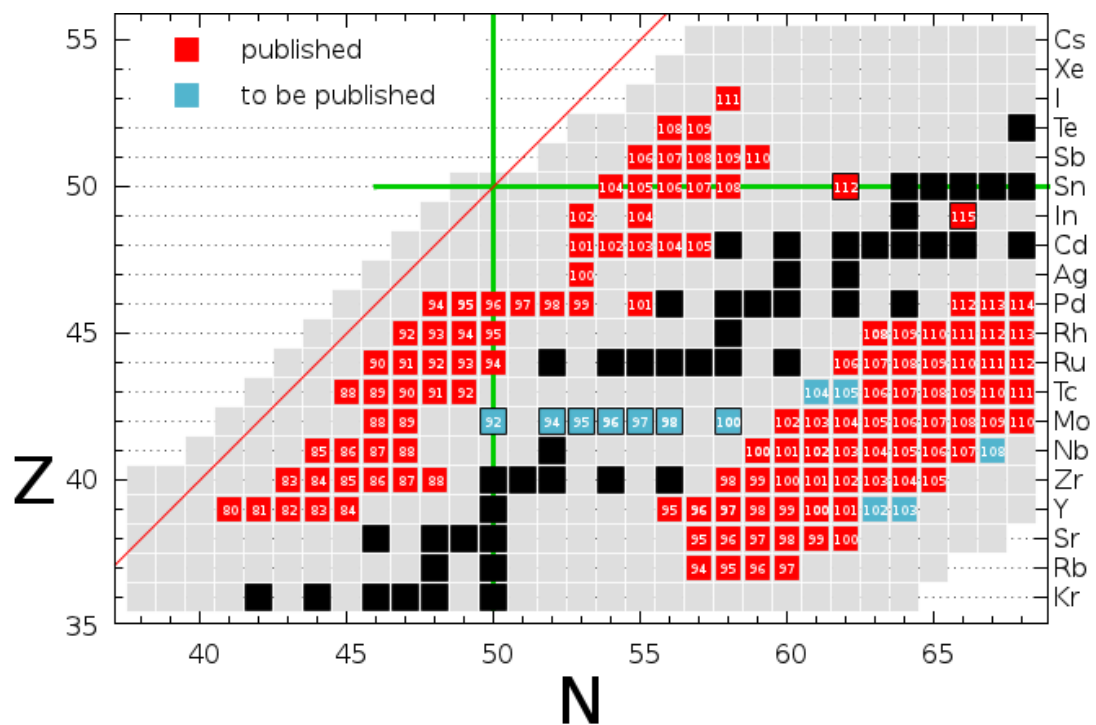 55 Cs
published
Xe
to be published
111 I
108 109 Te
106 107 108 109 110 Sb
50 104 105 106 107 108 112 Sn
102 104 115 In
101 102 103 104 105 Cd
100 Ag
94 95 96 97 98 99 101 112 113 114 Pd
45 92 93 94 95 108 109 110 111 112 113 Rh
90 91 92 93 94 106 107 108 109 110 111 112 Ru
88 89 90 91 92 104 105 106 107 108 109 110 111 Tc
88 89 92 94 95 96 97 98 100 102 103 104 105 106 107 108 109 110 Mo
85 86 87 88 100 101 102 103 104 105 106 107 108 Nb
Z 40 83 84 85 86 87 88 98 99 100 101 102 103 104 105 Zr
80 81 82 83 84 95 96 97 98 99 100 101 102 103 Y
95 96 97 98 99 100 Sr
94 95 96 97 Rb
Kr
35
40 45 50 55 60 65
N